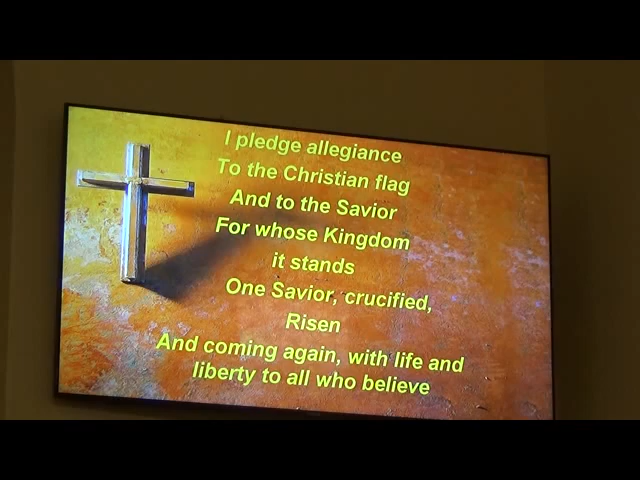 I pledge allegiance
To the Christian flag
And to the Savior
For whose Kingdom
it stands
One Savior, crucified,
Risen
And coming again, with life and
liberty to all who believe